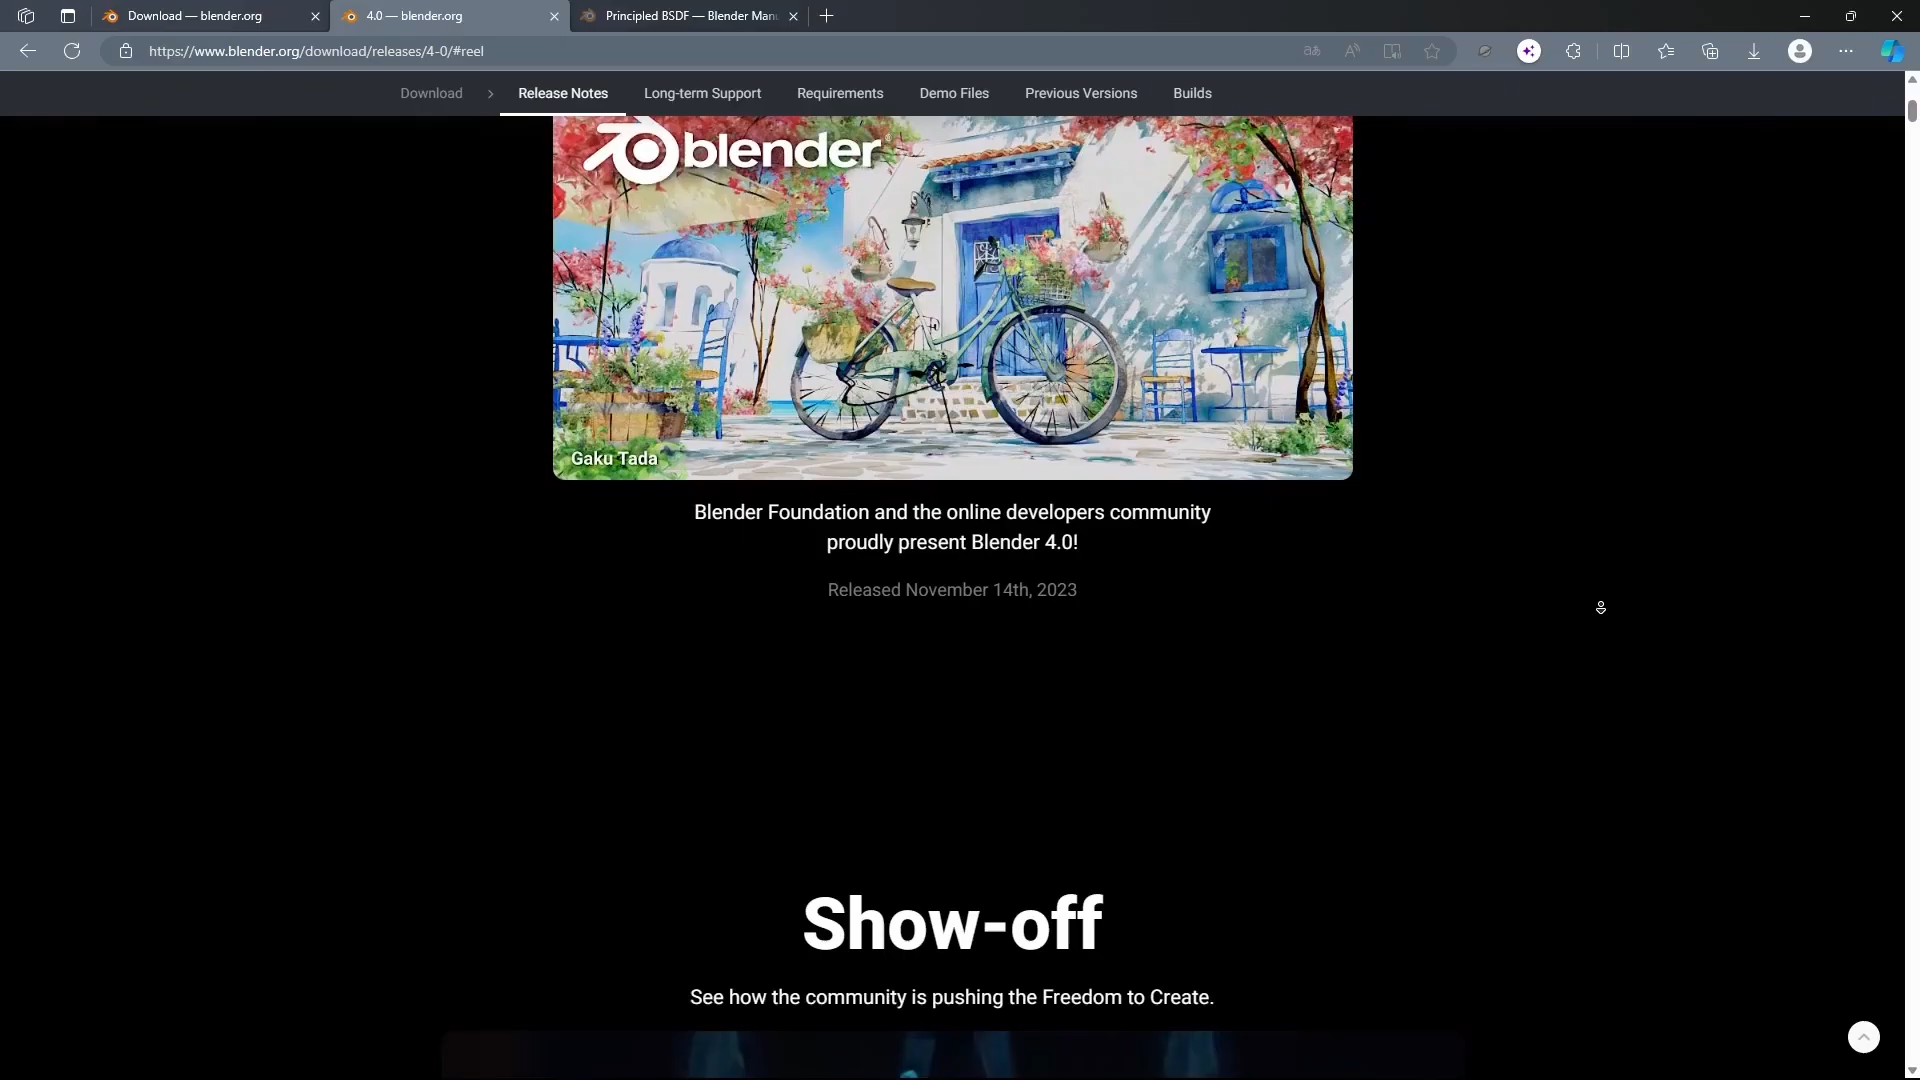 Download — blender.org
4.0 — blender.org
Principled BSDF — Blender Man
https://www.blender.org/download/releases/4-0/#reel
Download
Release Notes
Long-term Support
Requirements
Demo Files
Previous Versions
Builds
blender
Gaku Tada
Blender Foundation and the online developers community
proudly present Blender 4.0!
Released November 14th, 2023
Show-off
See how the community is pushing the Freedom to Create.